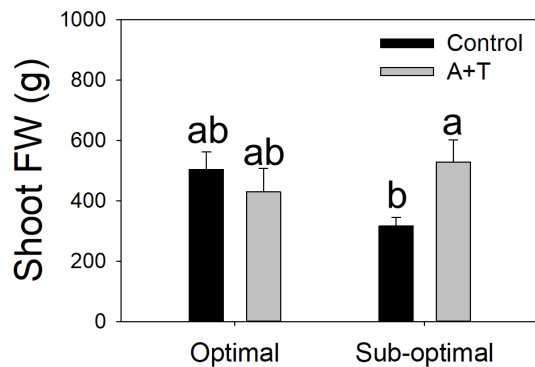 Shoot FW (g)
1000
800
600
400
200
0
Control
A+T
ab
ab
b
a
Optimal
Sub-optimal